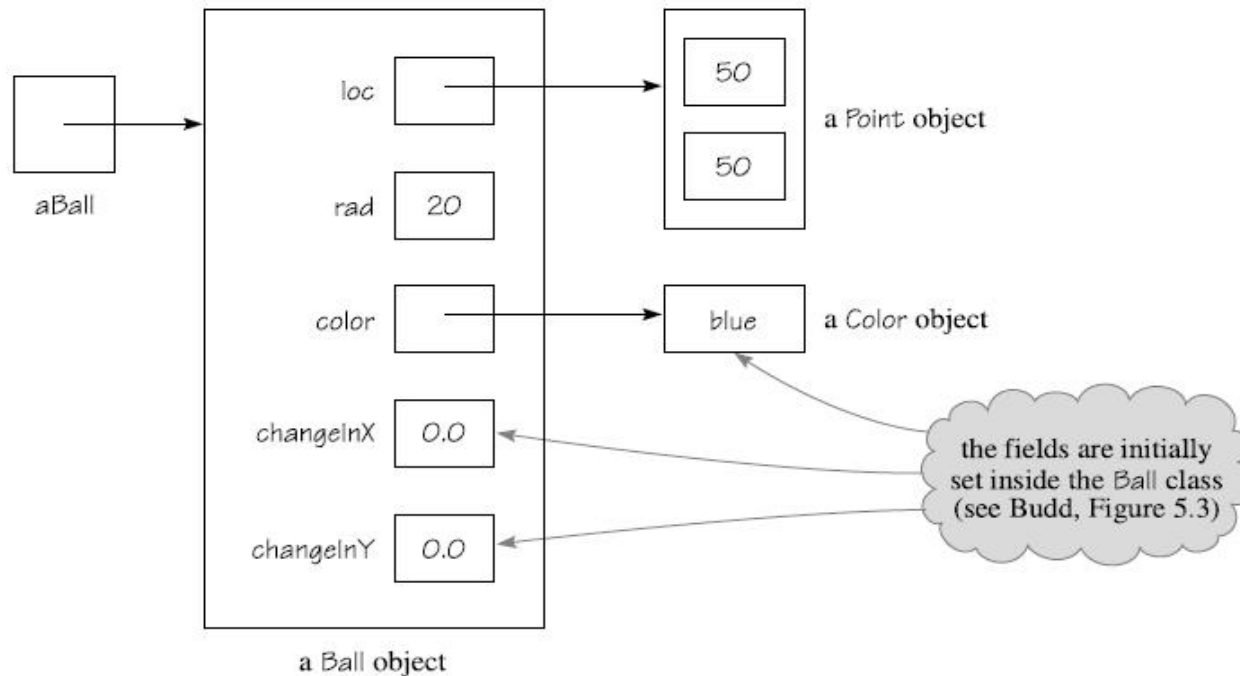 aBall
loc
rad
20
color
changeInX
0.0
changeInY
0.0
a Ball object
50
50
a Point object
blue
a Color object
the fields are initially
set inside the Ball class
(see Budd, Figure 5.3)